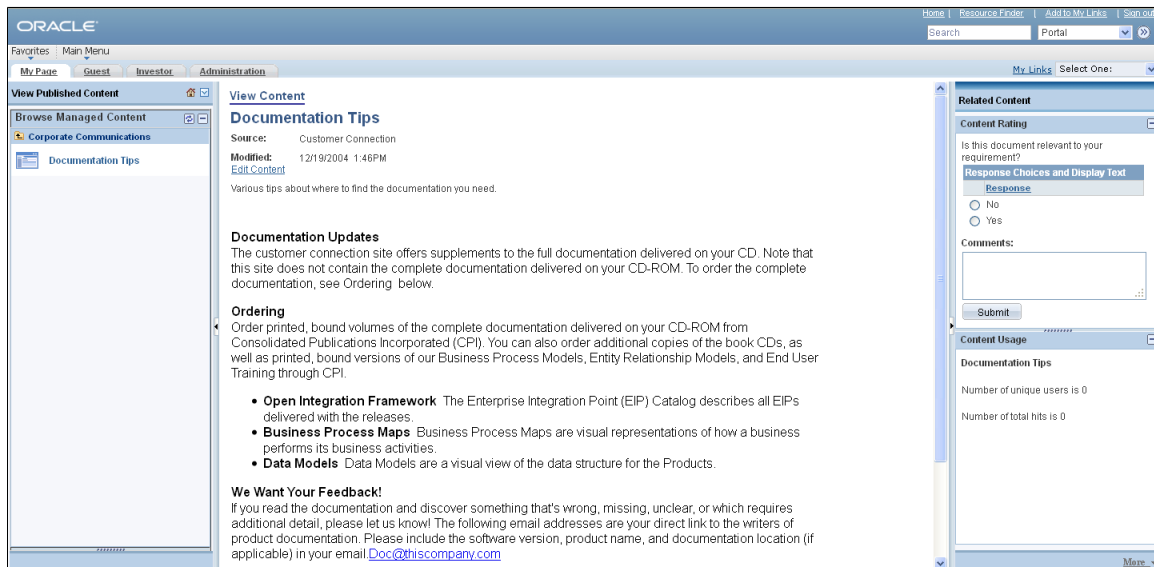 Home | Resource Finder | Add to My Links | Sign out
ORACLE
Search Portal
Favorites Main Menu
My Page Guest Investor Administration
My Links Select One:
View Published Content
Browse Managed Content
Corporate Communications
Documentation Tips
View Content
Documentation Tips
Source: Customer Connection
Modified: 12/19/2004 1:46PM
Edit Content
Various tips about where to find the documentation you need.
Documentation Updates
The customer connection site offers supplements to the full documentation delivered on your CD. Note that
this site does not contain the complete documentation delivered on your CD-ROM. To order the complete
documentation, see Ordering below.
Ordering
Order printed, bound volumes of the complete documentation delivered on your CD-ROM from
Consolidated Publications Incorporated (CPI). You can also order additional copies of the book CDs, as
well as printed, bound versions of our Business Process Models, Entity Relationship Models, and End User
Training through CPI.
• Open Integration Framework The Enterprise Integration Point (EIP) Catalog describes all EIPs
delivered with the releases.
• Business Process Maps Business Process Maps are visual representations of how a business
performs its business activities.
• Data Models Data Models are a visual view of the data structure for the Products.
We Want Your Feedback!
If you read the documentation and discover something that's wrong, missing, unclear, or which requires
additional detail, please let us know! The following email addresses are your direct link to the writers of
product documentation. Please include the software version, product name, and documentation location (if
applicable) in your email.Doc@thiscompany.com
Related Content
Content Rating
Is this document relevant to your
requirement?
Response Choices and Display Text
Response
No
Yes
Comments:
Submit
Content Usage
Documentation Tips
Number of unique users is 0
Number of total hits is 0
More